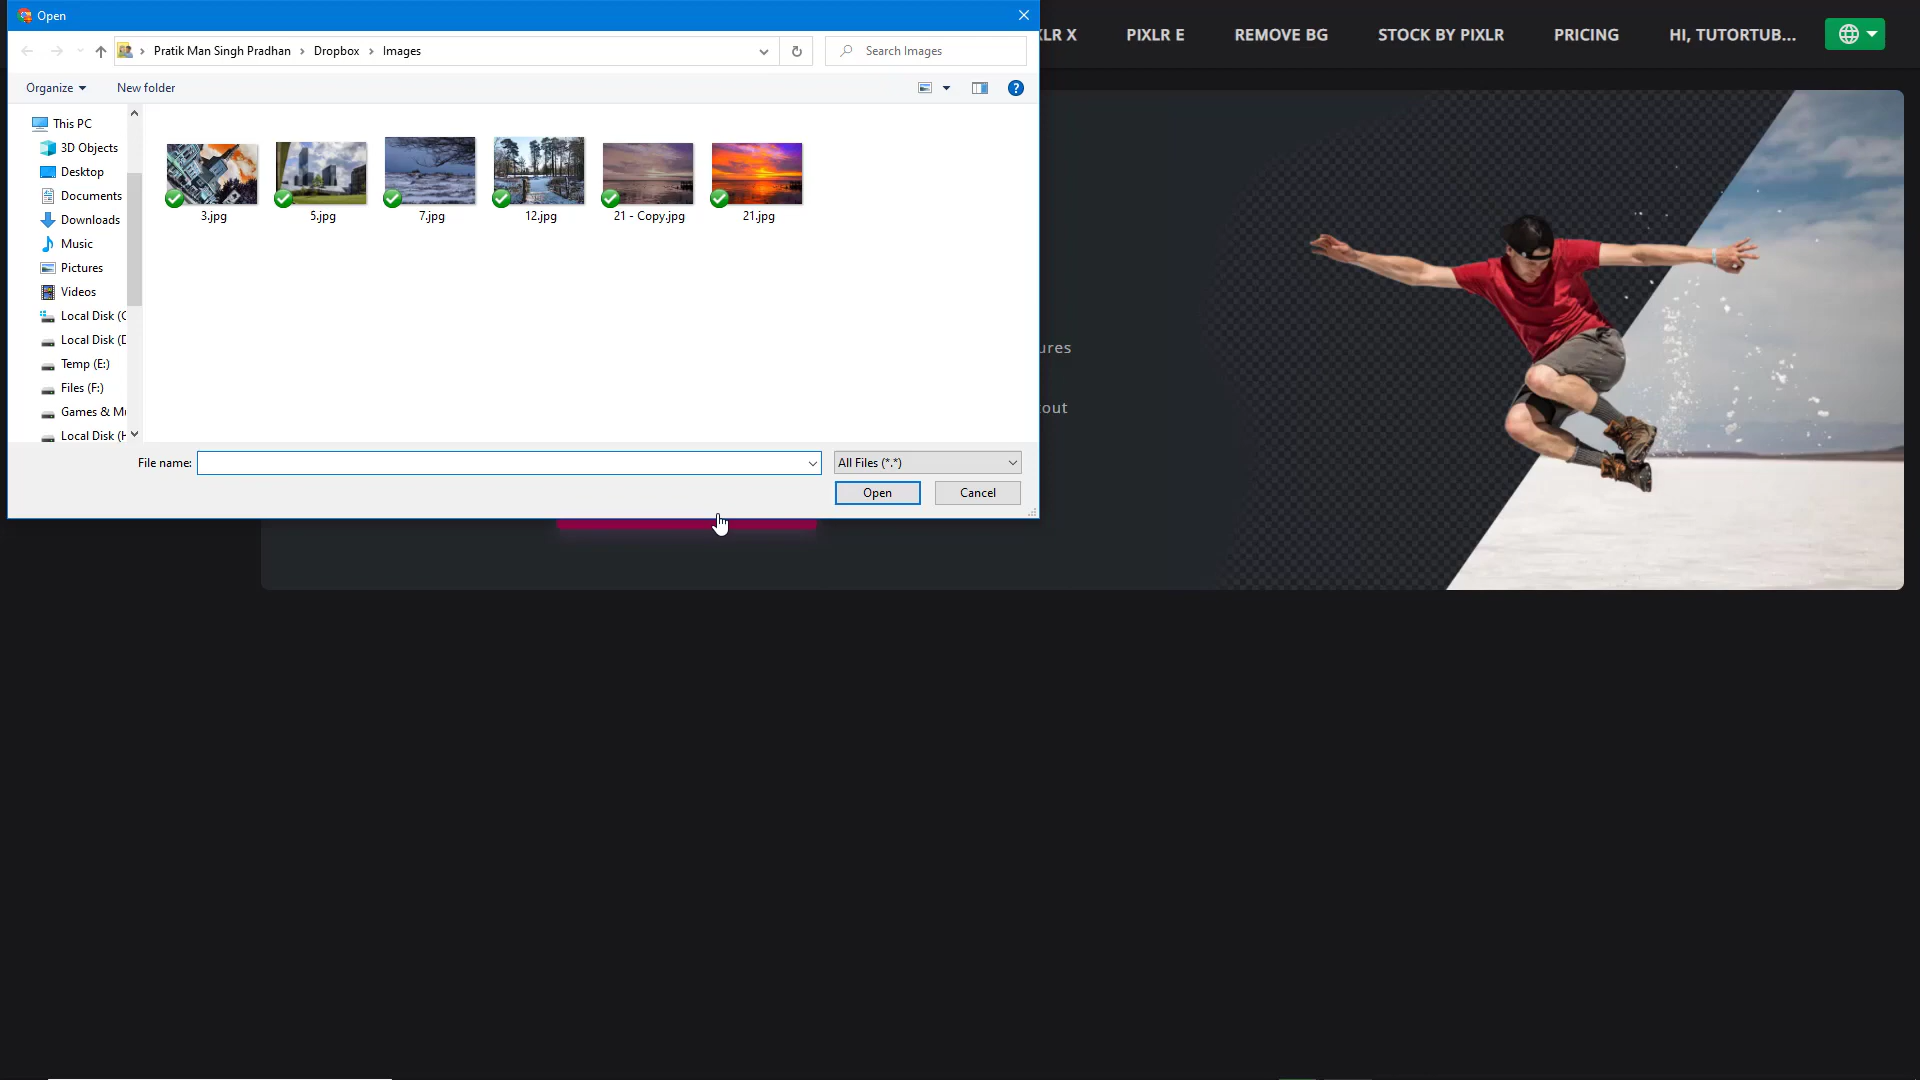 Open
Pratik Man Singh Pradhan > Dropbox > Images
Search Images
Organize
New folder
This PC
3D Objects
Desktop
Documents
Downloads
Music
Pictures
Videos
Local Disk (C
Local Disk (D
Temp (E:)
Files (F:)
Games & Mu
Local Disk (H
3.jpg
5.jpg
7.jpg
12.jpg
21 - Copy.jpg
21.jpg
File name:
All Files (*.*)
Open
Cancel
LR X
PIXLR E
REMOVE BG
STOCK BY PIXLR
PRICING
HI, TUTORTUB...
ures
out